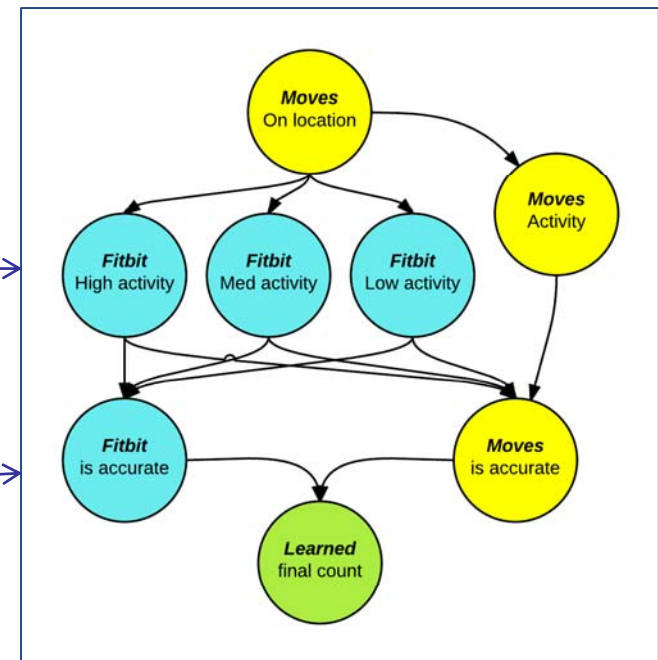 Moves
On location
Moves
Activity
Fitbit
High activity
Fitbit
Med activity
Fitbit
Low activity
Fitbit
is accurate
Moves
is accurate
Learned
final count